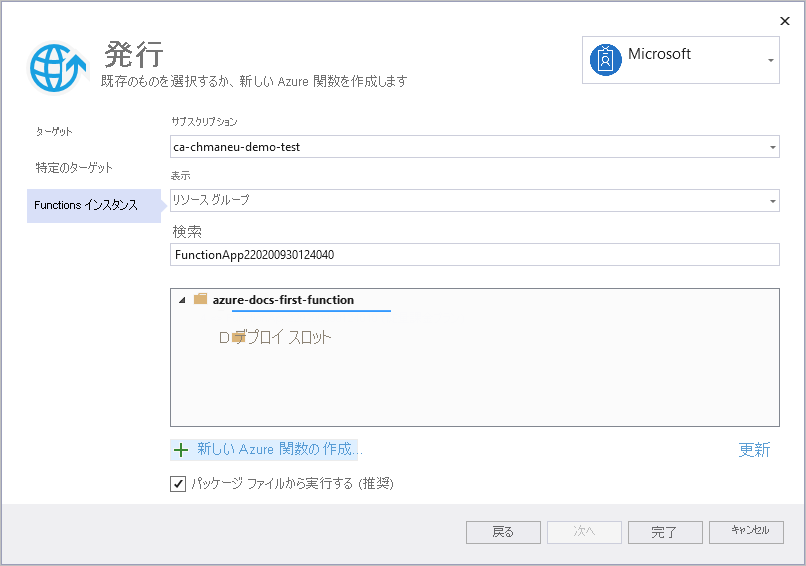 発行
既存のものを選択するか、新しい Azure 関数を作成します
Microsoft
ターゲット
特定のターゲット
Functions インスタンス
サブスクリプション
ca-chmaneu-demo-test
表示
リソース グループ
検索
FunctionApp220200930124040
azure-docs-first-function
D デプロイ スロット
新しい Azure 関数の作成...
更新
パッケージ ファイルから実行する (推奨)
戻る
次へ
完了
キャンセル